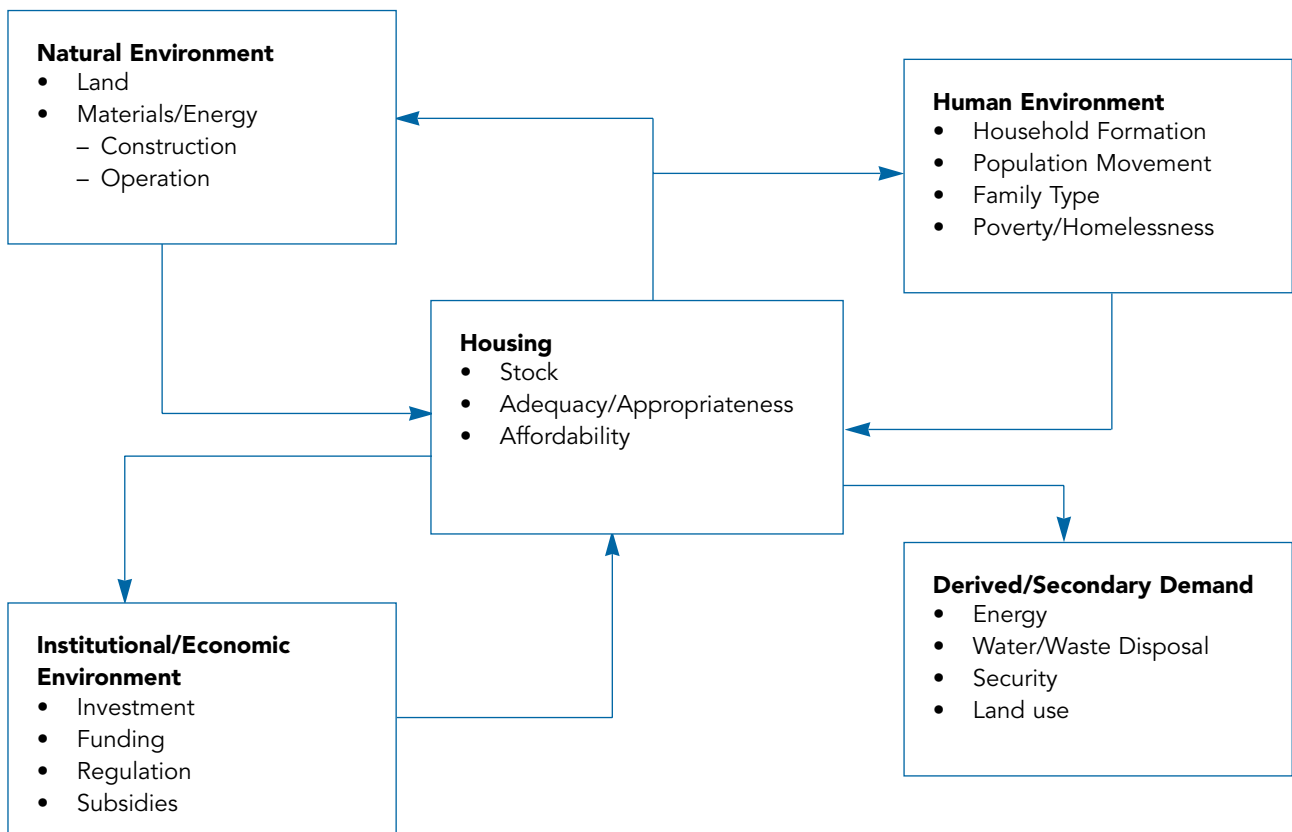 Natural Environment
• Land
• Materials/Energy
– Construction
– Operation
Human Environment
• Household Formation
• Population Movement
• Family Type
• Poverty/Homelessness
Housing
• Stock
• Adequacy/Appropriateness
• Affordability
Institutional/Economic
Environment
• Investment
• Funding
• Regulation
• Subsidies
Derived/Secondary Demand
• Energy
• Water/Waste Disposal
• Security
• Land use